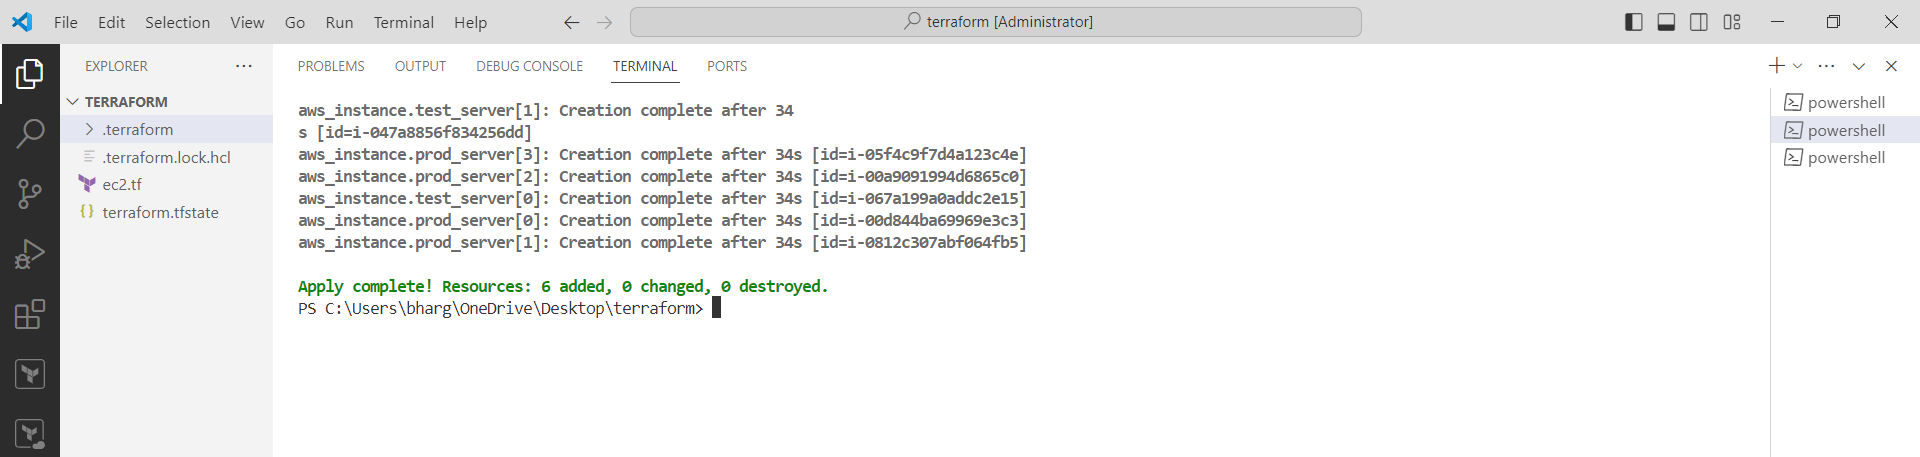 File Edit Selection View Go Run Terminal Help
terraform [Administrator]
EXPLORER
TERRAFORM
.terraform
.terraform.lock.hcl
ec2.tf
terraform.tfstate
PROBLEMS OUTPUT DEBUG CONSOLE TERMINAL PORTS
aws_instance.test_server[1]: Creation complete after 34
s [id=i-047a8856f834256dd]
aws_instance.prod_server[3]: Creation complete after 34s [id=i-05f4c9f7d4a123c4e]
aws_instance.prod_server[2]: Creation complete after 34s [id=i-00a9091994d6865c0]
aws_instance.test_server[0]: Creation complete after 34s [id=i-067a199a0addc2e15]
aws_instance.prod_server[0]: Creation complete after 34s [id=i-00d844ba69969e3c3]
aws_instance.prod_server[1]: Creation complete after 34s [id=i-0812c307abf064fb5]
Apply complete! Resources: 6 added, 0 changed, 0 destroyed.
PS C:\Users\bharg\OneDrive\Desktop\terraform>
powershell
powershell
powershell